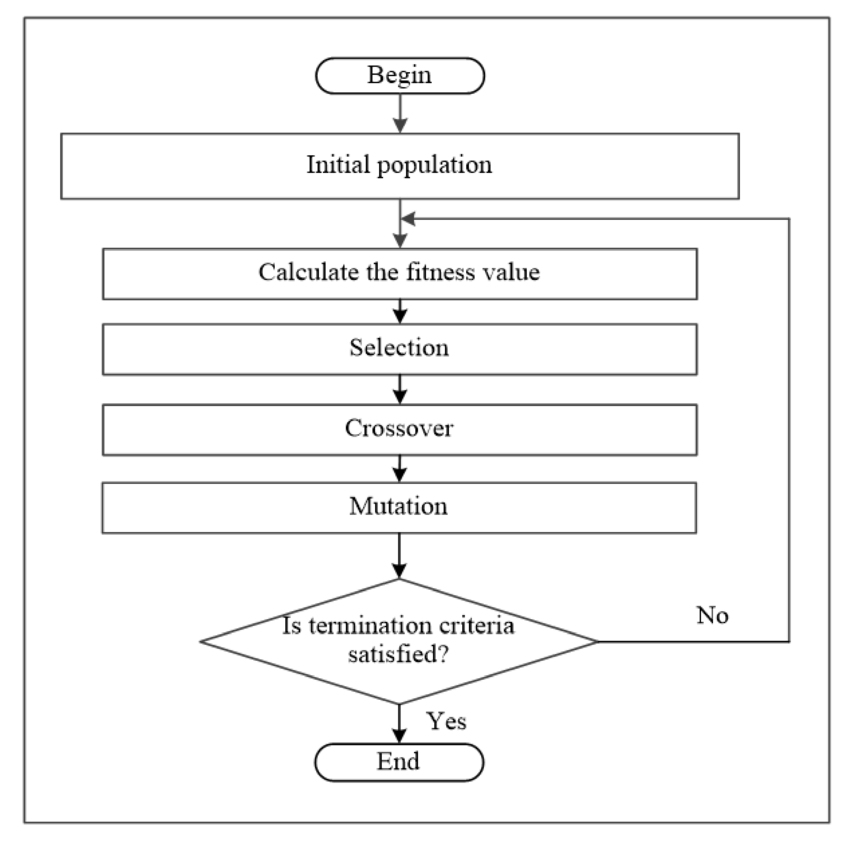 Begin
Initial population
Calculate the fitness value
Selection
Crossover
Mutation
Is termination criteria
satisfied?
No
Yes
End